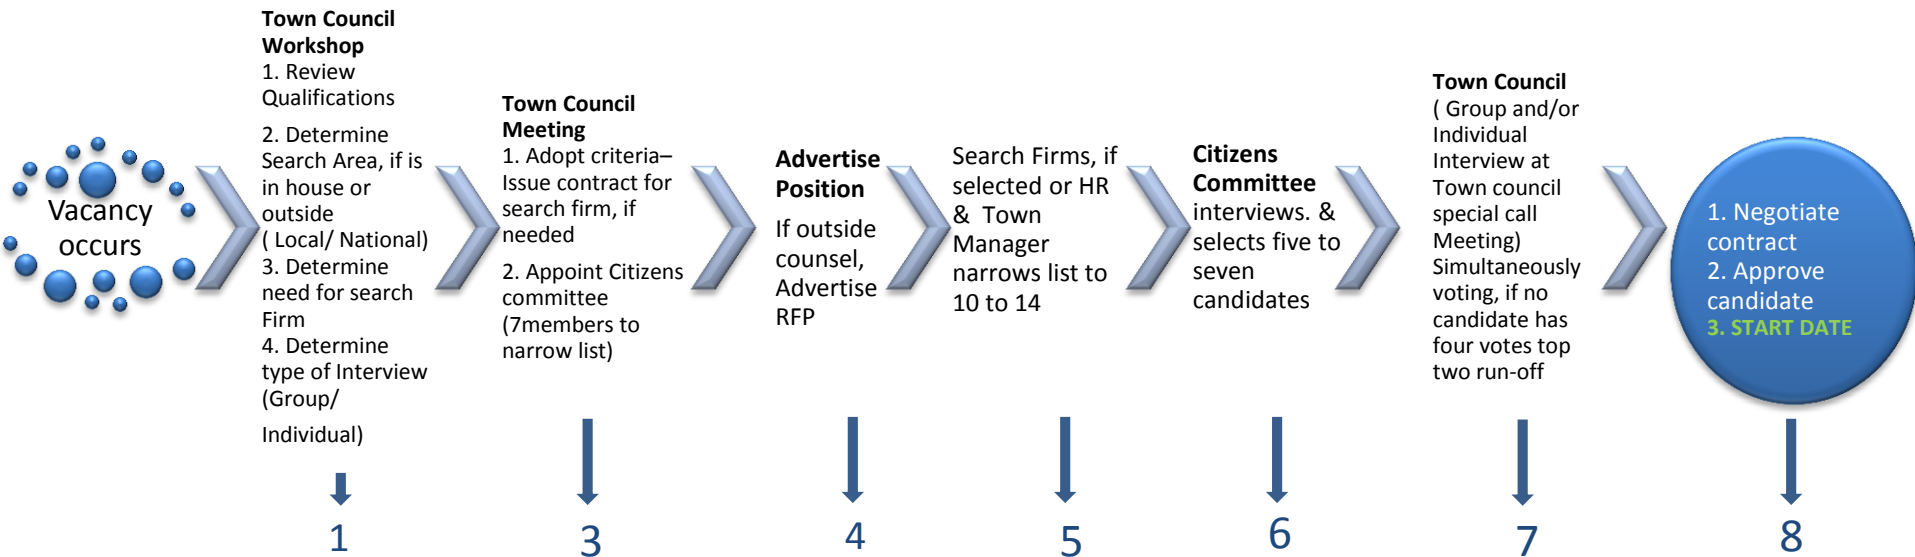 Vacancy
occurs
Town Council
Workshop
1. Review
Qualifications
2. Determine
Search Area, if is
in house or
outside
( Local/ National)
3. Determine
need for search
Firm
4. Determine
type of Interview
(Group/
Individual)
1
Town Council
Meeting
1. Adopt criteria–
Issue contract for
search firm, if
needed
2. Appoint Citizens
committee
(7members to
narrow list)
3
Advertise
Position
If outside
counsel,
Advertise
RFP
4
Search Firms, if
selected or HR
& Town
Manager
narrows list to
10 to 14
5
Citizens
Committee
interviews. &
selects five to
seven
candidates
6
Town Council
( Group and/or
Individual
Interview at
Town council
special call
Meeting)
Simultaneously
voting, if no
candidate has
four votes top
two run-off
7
1. Negotiate
contract
2. Approve
candidate
3. START DATE
8